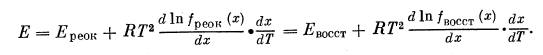 E = E_{реок} + RT^2 \frac{d \ln f_{реок} (x)}{dx} \cdot \frac{dx}{dT} = E_{восст} + RT^2 \frac{d \ln f_{восст} (x)}{dx} \cdot \frac{dx}{dT}.